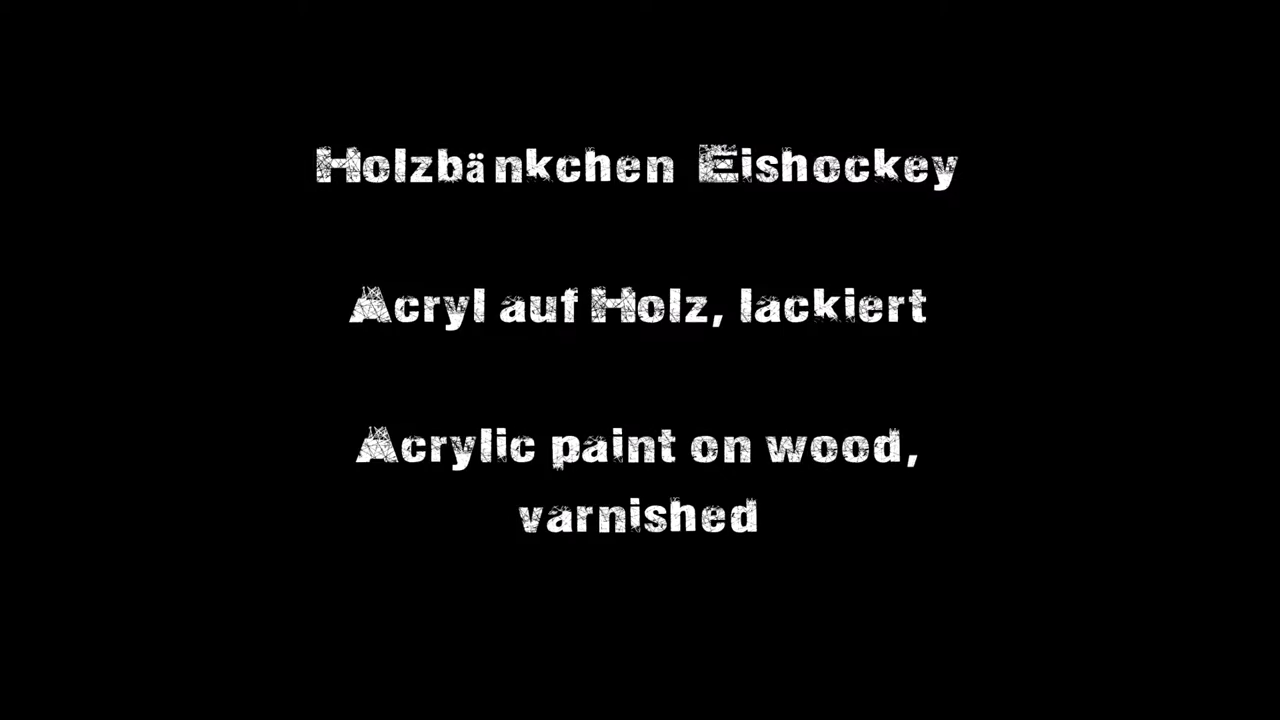 Holzbänkchen Eishockey
Acryl auf Holz, lackiert
Acrylic paint on wood,
varnished